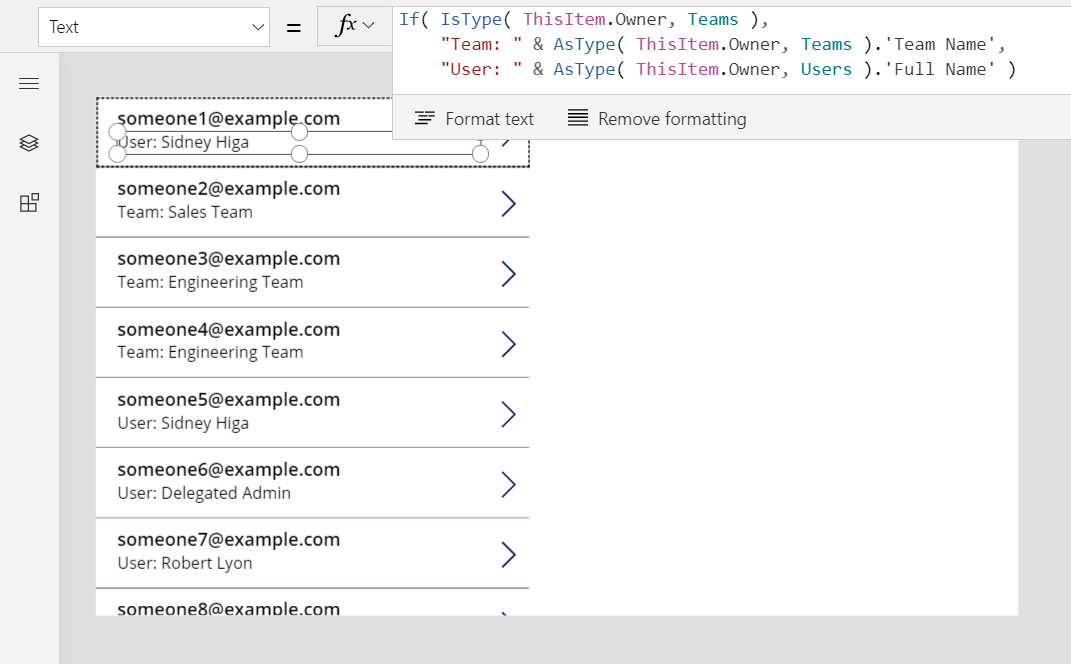 Text
=
fx
If( IsType( ThisItem.Owner, Teams ),
"Team: " & AsType( ThisItem.Owner, Teams ).'Team Name',
"User: " & AsType( ThisItem.Owner, Users ).'Full Name' )
Format text
Remove formatting
someone1@example.com
User: Sidney Higa
someone2@example.com
Team: Sales Team
someone3@example.com
Team: Engineering Team
someone4@example.com
Team: Engineering Team
someone5@example.com
User: Sidney Higa
someone6@example.com
User: Delegated Admin
someone7@example.com
User: Robert Lyon
someone8@example.com